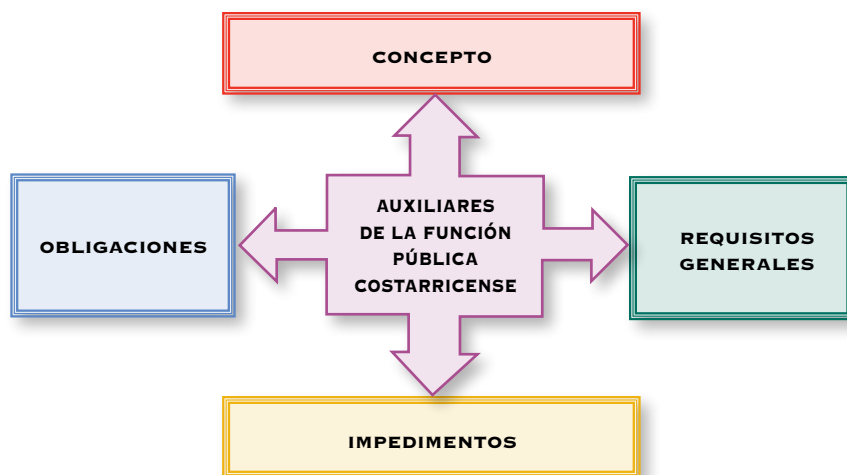 CONCEPTO
OBLIGACIONES
AUXILIARES
DE LA FUNCIÓN
PÚBLICA
COSTARRICENSE
REQUISITOS
GENERALES
IMPEDIMENTOS